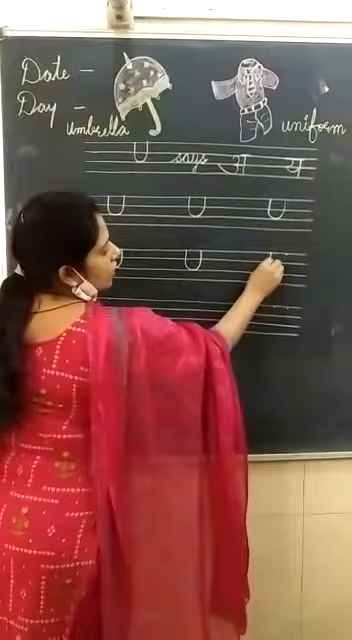 Date -
Day -
umbrella
uniform
U says अ य
U U U
U